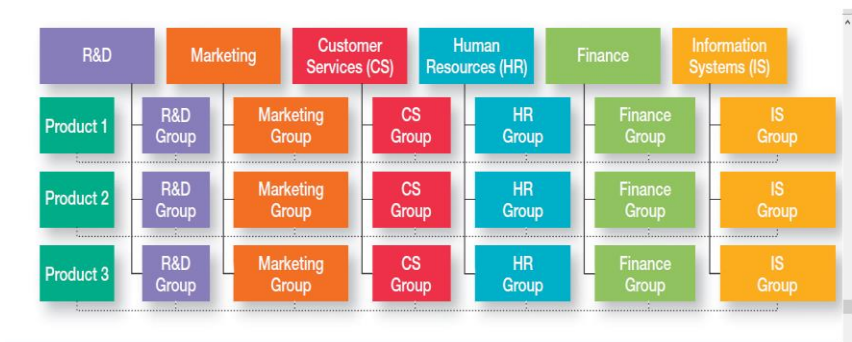 R&D
Marketing
Customer
Services (CS)
Human
Resources (HR)
Finance
Information
Systems (IS)
Product 1
R&D
Group
Marketing
Group
CS
Group
HR
Group
Finance
Group
IS
Group
Product 2
R&D
Group
Marketing
Group
CS
Group
HR
Group
Finance
Group
IS
Group
Product 3
R&D
Group
Marketing
Group
CS
Group
HR
Group
Finance
Group
IS
Group